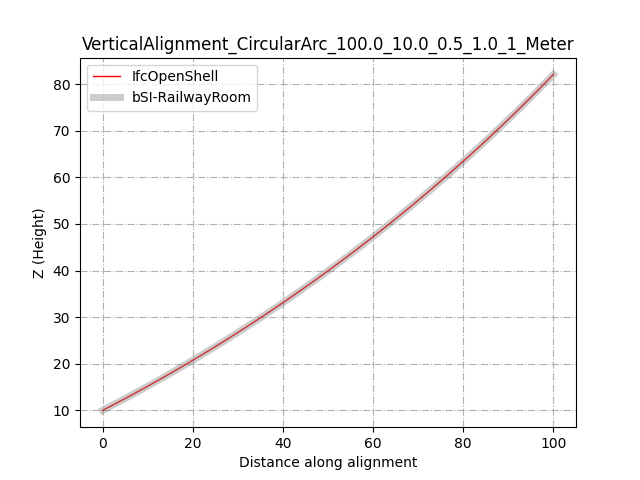 VerticalAlignment_CircularArc_100.0_10.0_0.5_1.0_1_Meter
IfcOpenShell
bSI-RailwayRoom
80
70
60
50
40
30
20
10
Z (Height)
0 20 40 60 80 100
Distance along alignment